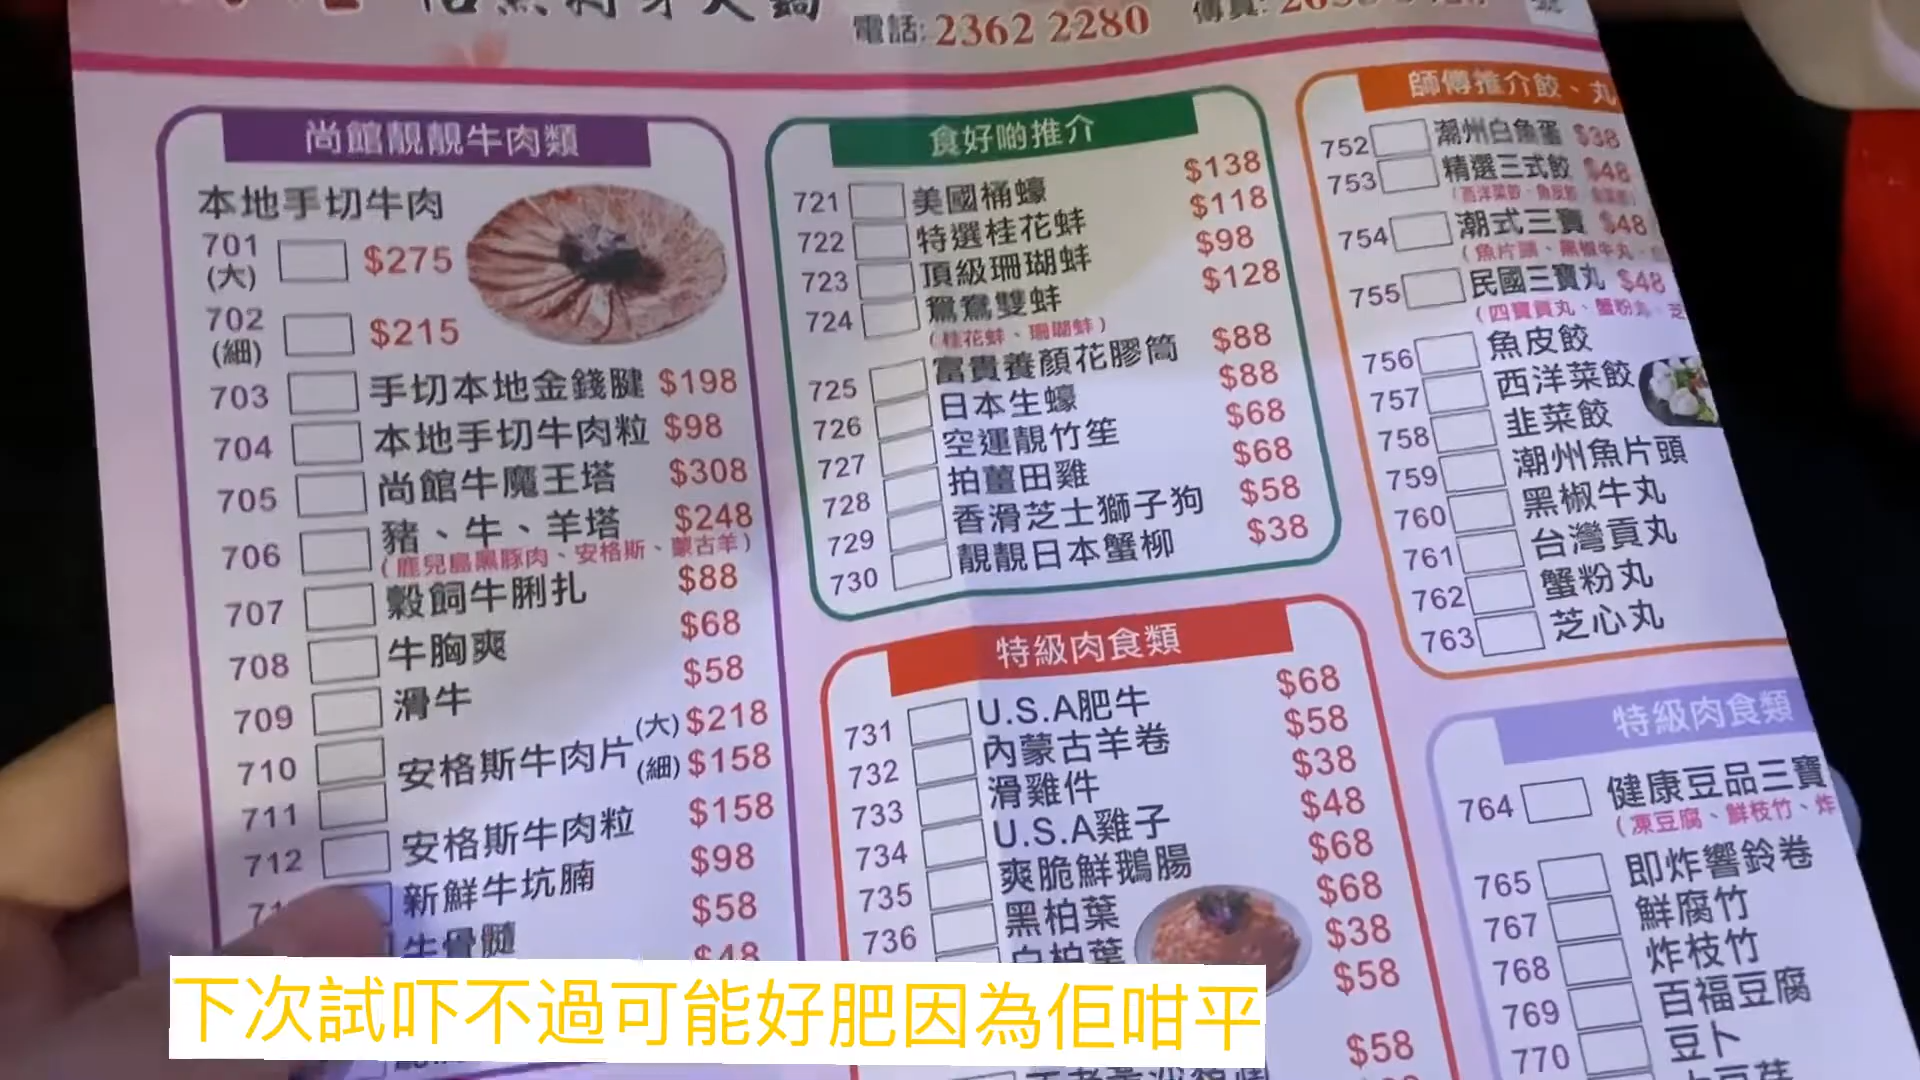 電話: 2362 2280
尚館靚靚牛肉類
本地手切牛肉
701 (大) $275
702 (細) $215
703 手切本地金錢腱 $198
704 本地手切牛肉粒 $98
705 尚館牛魔王塔 $308
706 豬、牛、羊塔 $248
(鹿兒島黑豚肉、安格斯、蒙古羊)
707 穀飼牛脷扎 $88
708 牛胸爽 $68
709 滑牛 $58
710 安格斯牛肉片 (大) $218
711 (細) $158
712 安格斯牛肉粒 $158
新鮮牛坑腩 $98
牛骨髓 $58
$48
食好啲推介
721 美國桶蠔 $138
722 特選桂花蚌 $118
723 頂級珊瑚蚌 $98
724 鴛鴦雙蚌 $128
(桂花蚌、珊瑚蚌)
725 富貴養顏花膠筒 $88
726 日本生蠔 $88
727 空運靚竹笙 $68
728 拍薑田雞 $68
729 香滑芝士獅子狗 $58
730 靚靚日本蟹柳 $38
特級肉食類
731 U.S.A肥牛 $68
732 內蒙古羊卷 $58
733 滑雞件 $38
734 U.S.A雞子 $48
735 爽脆鮮鵝腸 $68
736 黑柏葉 $68
白柏葉 $38
$58
$58
師傅推介餃、丸
752 潮州白魚蛋 $38
753 精選三式餃 $48
754 潮式三寶 $48
755 民國三寶丸 $48
756 魚皮餃
757 西洋菜餃
758 韭菜餃
759 潮州魚片頭
760 黑椒牛丸
761 台灣貢丸
762 蟹粉丸
763 芝心丸
特級肉食類
764 健康豆品三寶
(凍豆腐、鮮枝竹、炸
765 即炸響鈴卷
767 鮮腐竹
768 炸枝竹
769 百福豆腐
770 豆卜
下次試吓不過可能好肥因為佢咁平